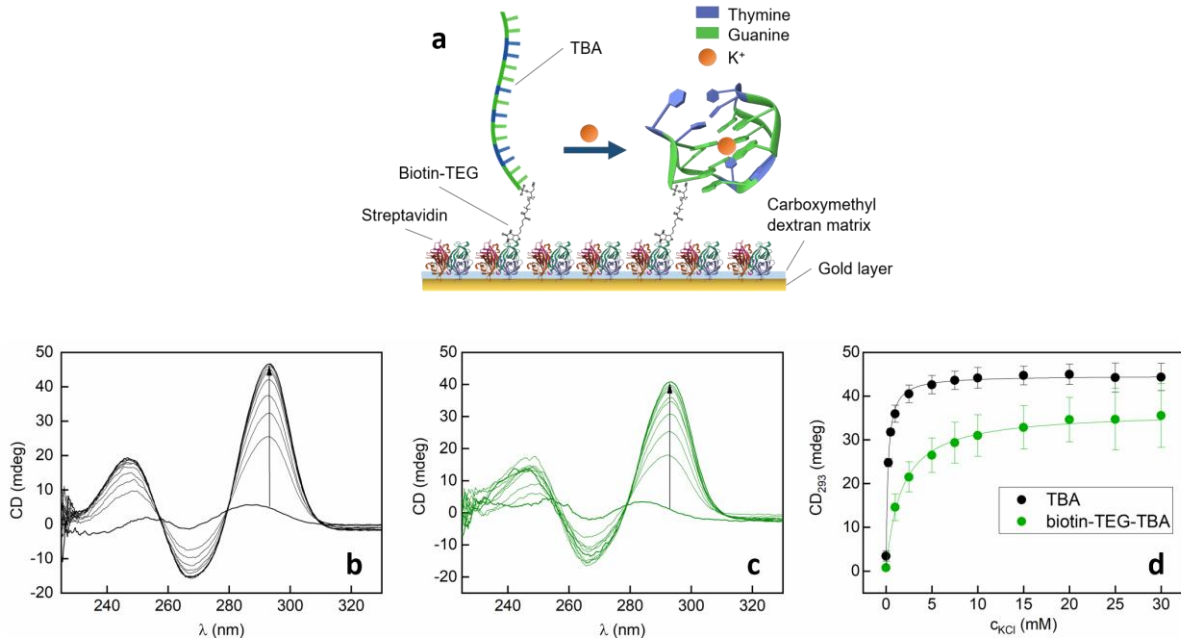 a
Thymine
Guanine
K⁺
TBA
Biotin-TEG
Streptavidin
Carboxymethyl
dextran matrix
Gold layer
50
40
30
20
10
0
-10
-20
CD (mdeg)
240 260 280 300 320
λ (nm)
b
50
40
30
20
10
0
-10
-20
CD (mdeg)
240 260 280 300 320
λ (nm)
c
50
40
30
20
10
0
CD₂₉₃ (mdeg)
0 5 10 15 20 25 30
c_KCl (mM)
TBA
biotin-TEG-TBA
d